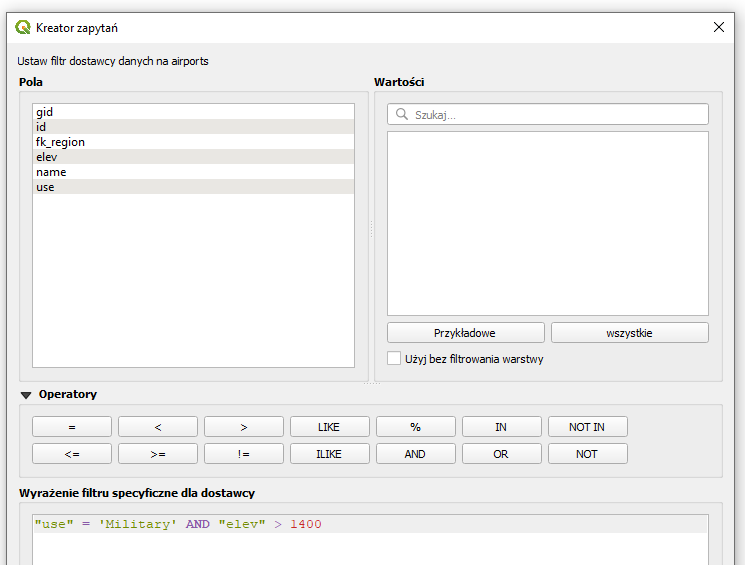 Kreator zapytań
Ustaw filtr dostawcy danych na airports
Pola
Wartości
gid
id
fk_region
elev
name
use
Szukaj...
Przykładowe
wszystkie
Użyj bez filtrowania warstwy
Operatory
= < > LIKE % IN NOT IN
<= >= != ILIKE AND OR NOT
Wyrażenie filtru specyficzne dla dostawcy
"use" = 'Military' AND "elev" > 1400